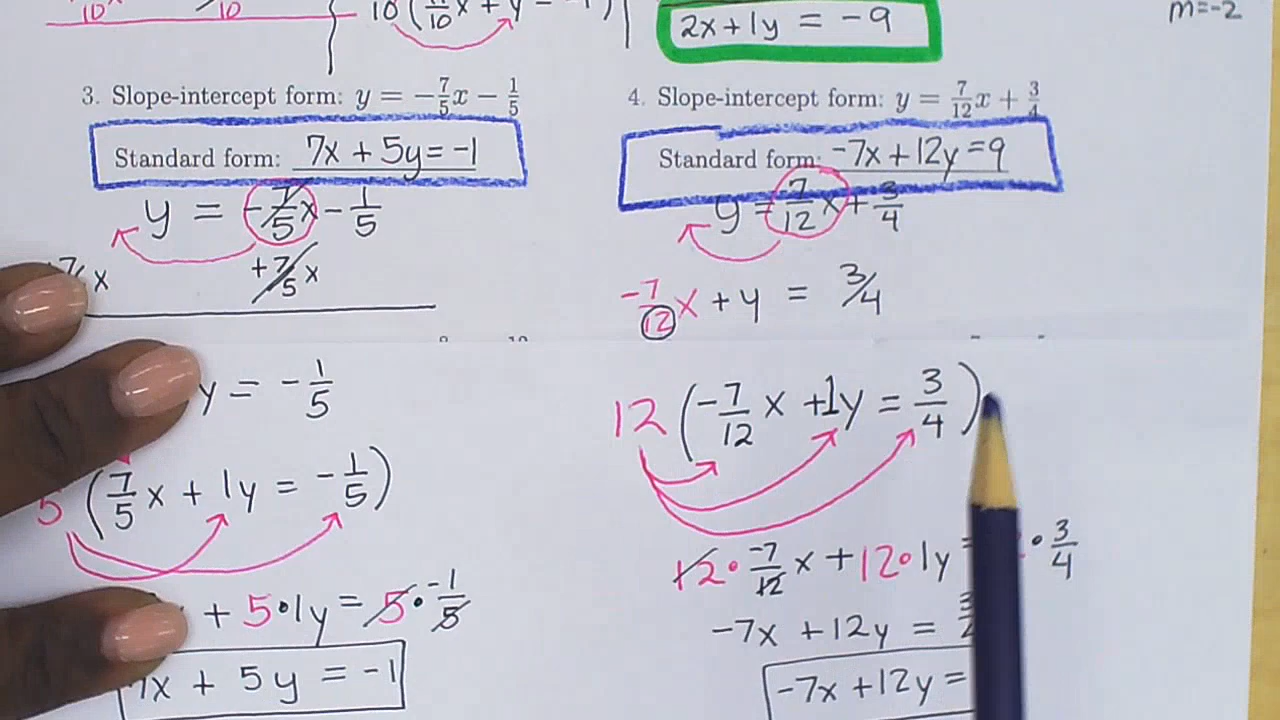 2x+1y = -9
m=-2
3. Slope-intercept form: y = -7/5x - 1/5
Standard form: 7x + 5y = -1
y = -7/5x - 1/5
+7/5x
y = -1/5
5 (7/5x + 1y = -1/5)
+ 5•1y = 5•-1/5
7x + 5y = -1
4. Slope-intercept form: y = 7/12x + 3/4
Standard form: -7x + 12y = 9
y = 7/12x + 3/4
-7/12x + y = 3/4
12 (-7/12x + 1y = 3/4)
12•-7/12x + 12•1y = •3/4
-7x + 12y =
-7x + 12y =